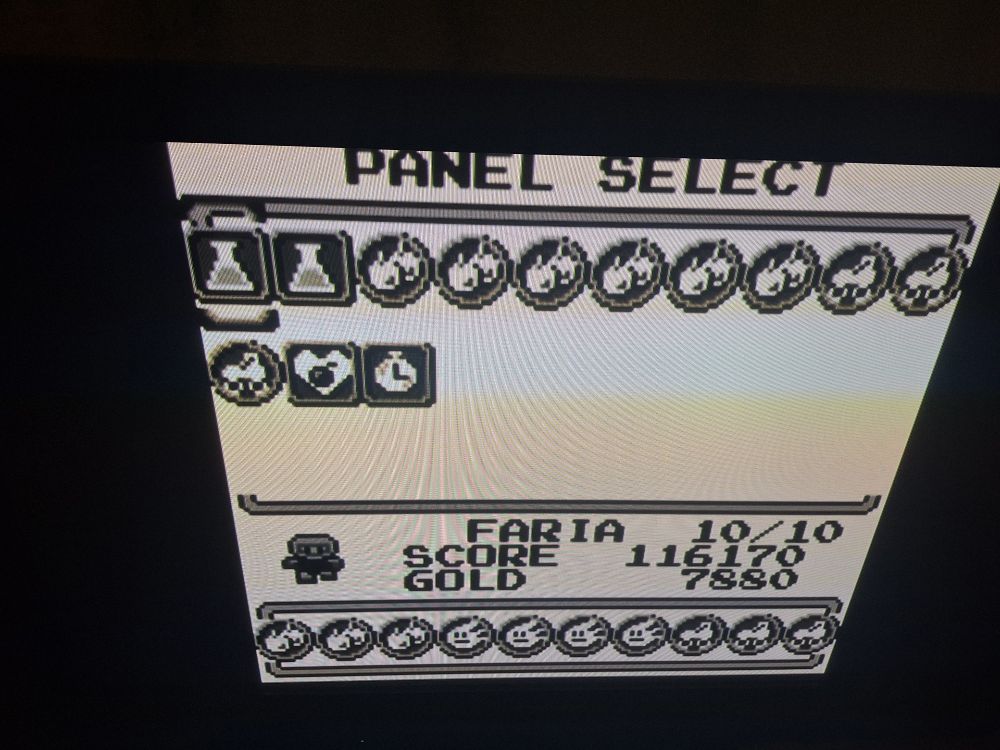 PANEL SELECT
FARIA 10/10
SCORE 116170
GOLD 7880